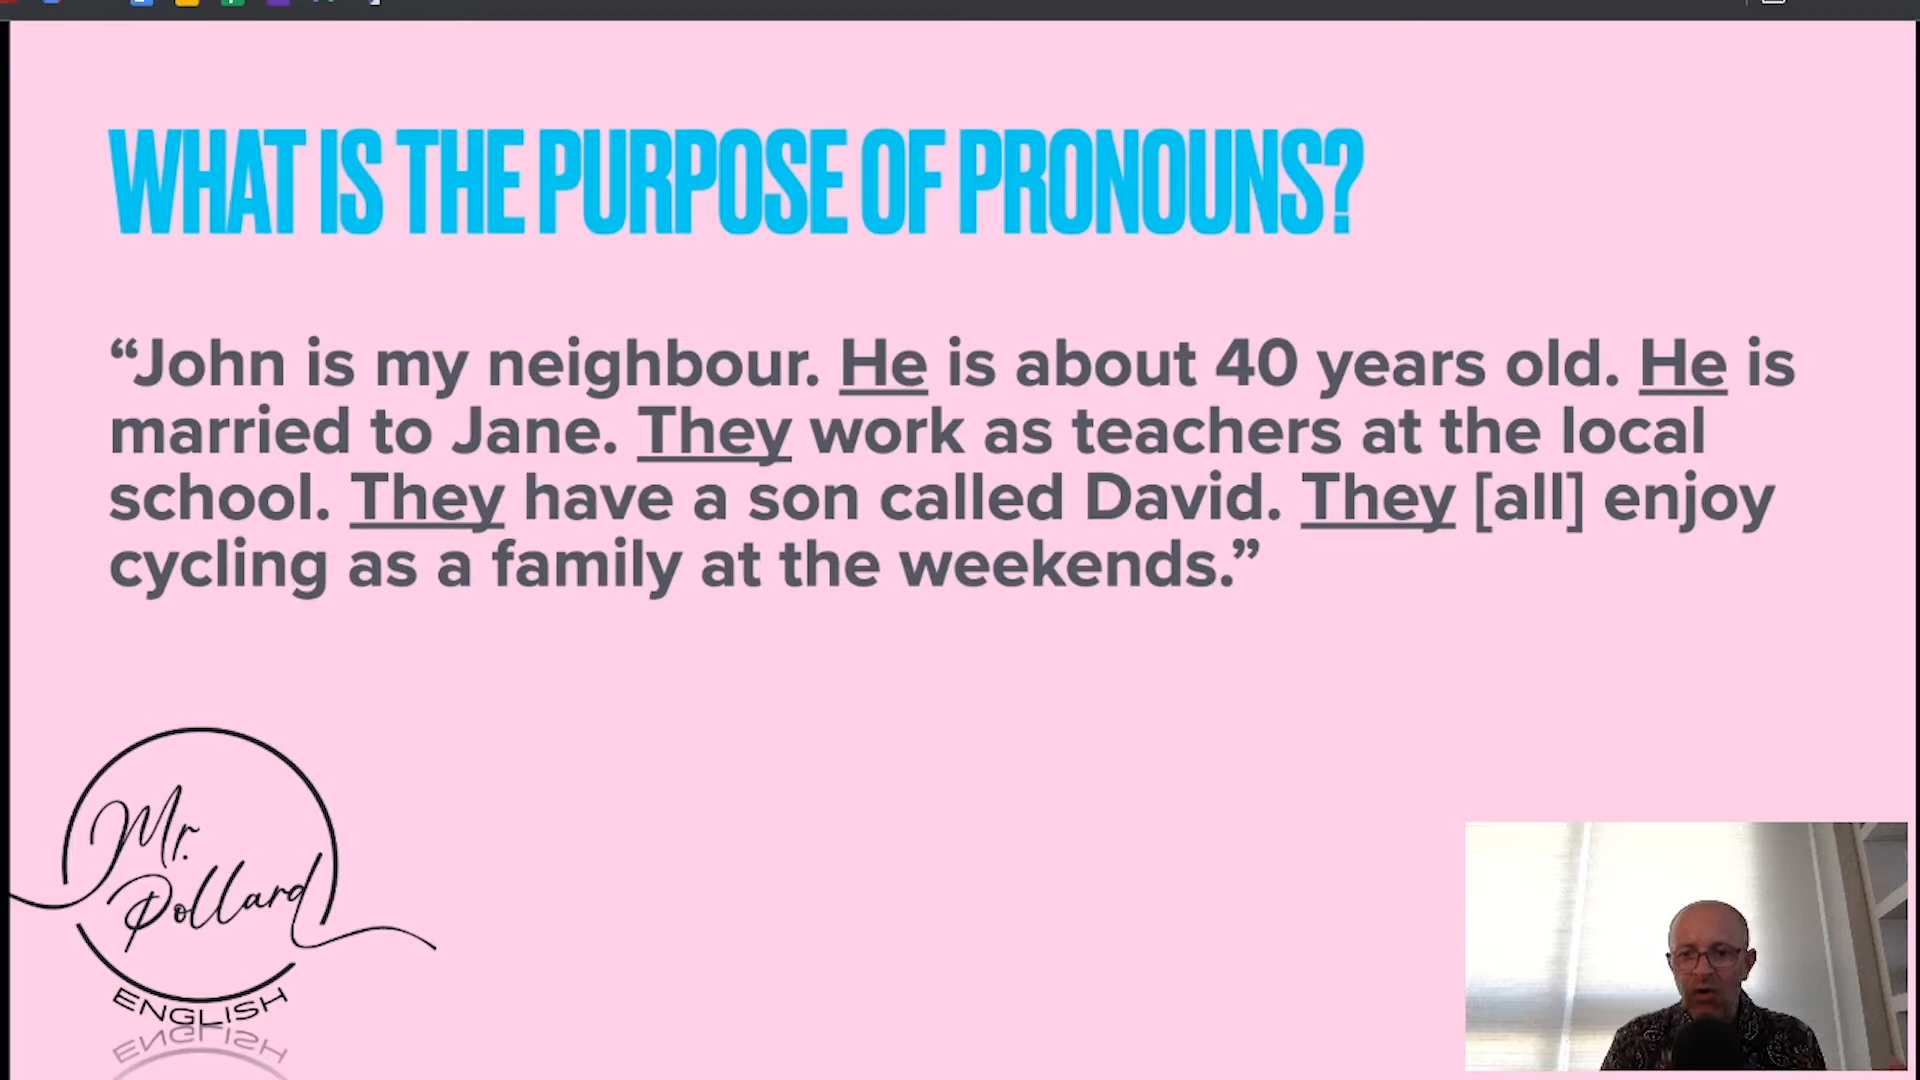 WHAT IS THE PURPOSE OF PRONOUNS?
“John is my neighbour. He is about 40 years old. He is
married to Jane. They work as teachers at the local
school. They have a son called David. They [all] enjoy
cycling as a family at the weekends.”
Mr.
Pollard
ENGLISH